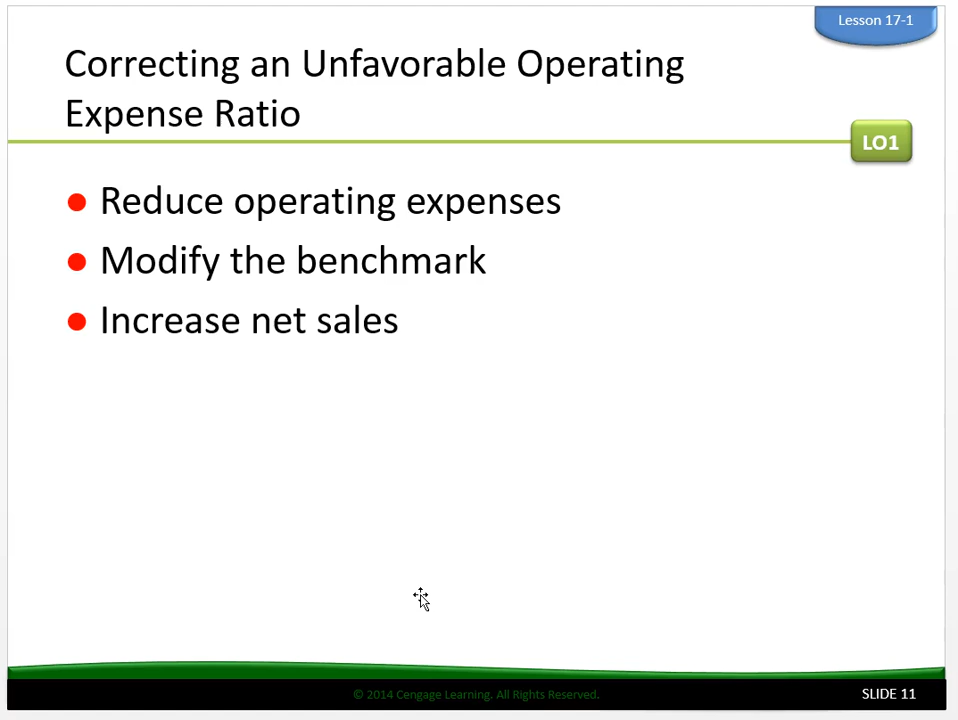 Lesson 17-1
Correcting an Unfavorable Operating
Expense Ratio
LO1
Reduce operating expenses
Modify the benchmark
Increase net sales
© 2014 Cengage Learning. All Rights Reserved.
SLIDE 11